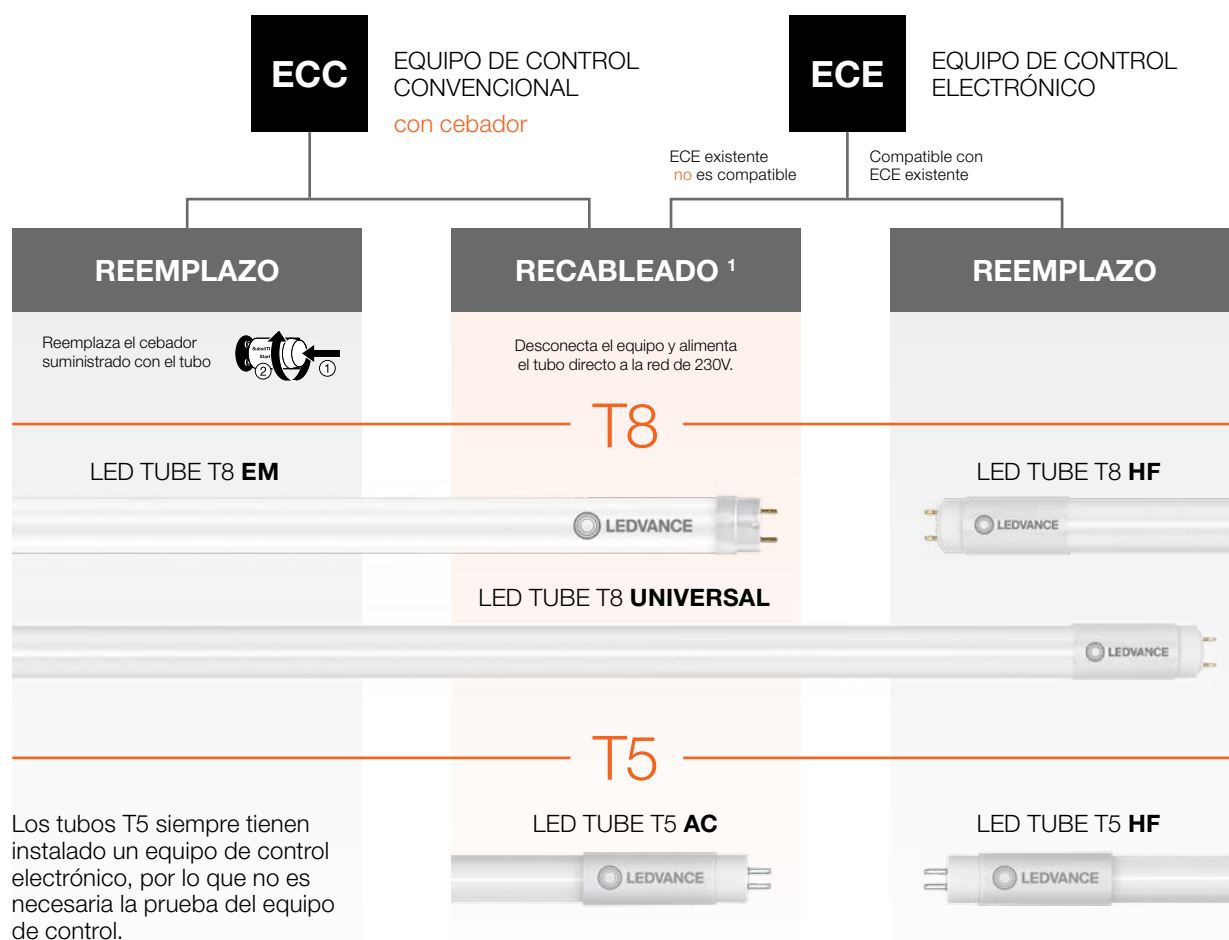 ECC
EQUIPO DE CONTROL
CONVENCIONAL
con cebador
ECE
EQUIPO DE CONTROL
ELECTRÓNICO
ECE existente
no es compatible
Compatible con
ECE existente
REEMPLAZO
RECABLEADO ¹
REEMPLAZO
Reemplaza el cebador
suministrado con el tubo
Start
2
1
Desconecta el equipo y alimenta
el tubo directo a la red de 230V.
T8
LED TUBE T8 EM
LED TUBE T8 HF
LEDVANCE
LEDVANCE
LED TUBE T8 UNIVERSAL
LEDVANCE
T5
Los tubos T5 siempre tienen
instalado un equipo de control
electrónico, por lo que no es
necesaria la prueba del equipo
de control.
LED TUBE T5 AC
LEDVANCE
LED TUBE T5 HF
LEDVANCE